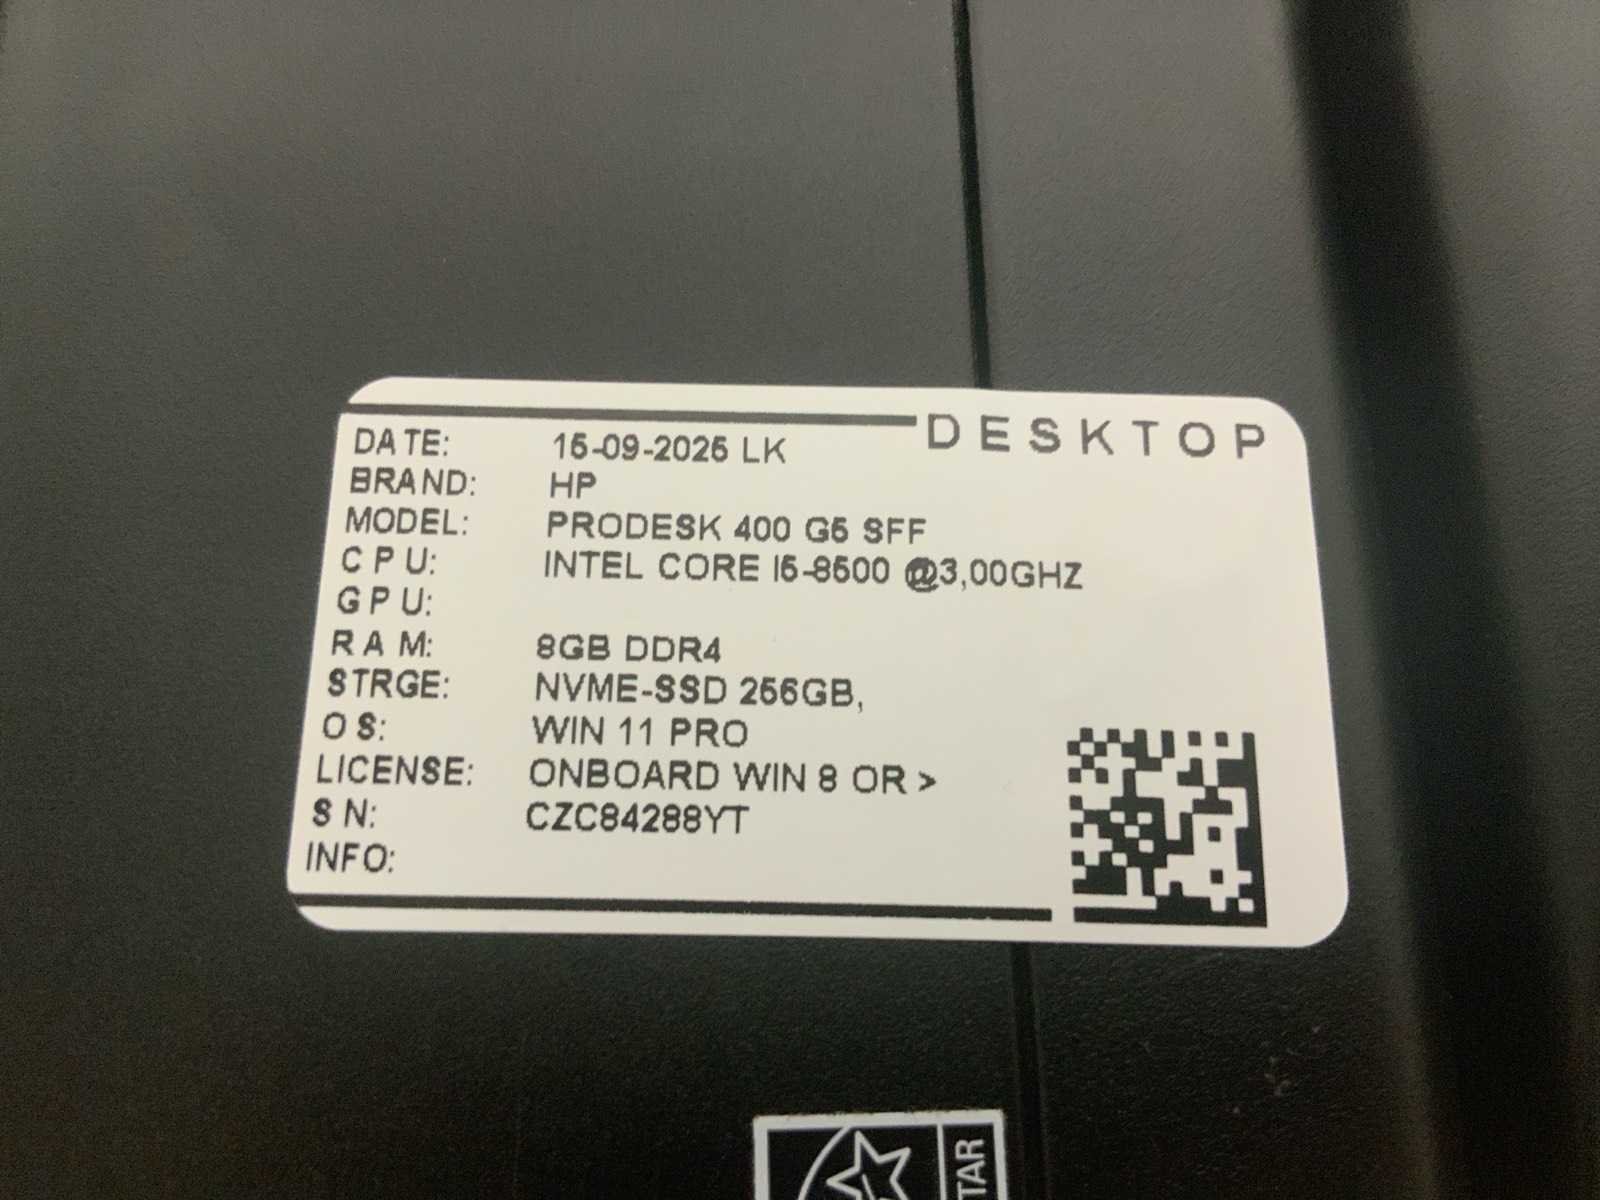 DESKTOP
DATE: 15-09-2025 LK
BRAND: HP
MODEL: PRODESK 400 G5 SFF
CPU: INTEL CORE I5-8500 @3,00GHZ
GPU:
RAM: 8GB DDR4
STRGE: NVME-SSD 256GB,
OS: WIN 11 PRO
LICENSE: ONBOARD WIN 8 OR >
SN: CZC84288YT
INFO:
TAR